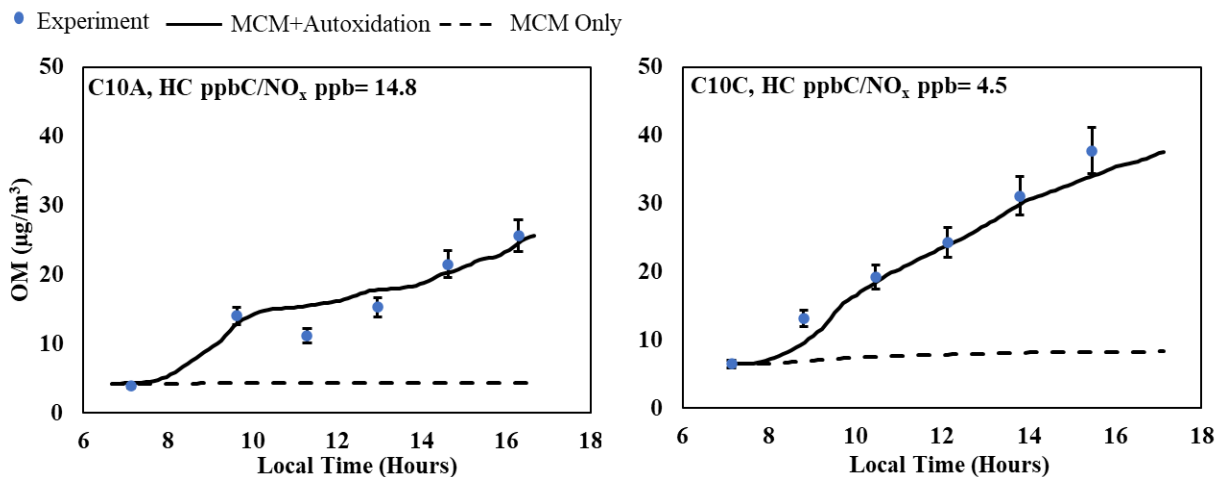 Experiment MCM+Autoxidation MCM Only
C10A, HC ppbC/NOx ppb= 14.8
50
40
30
20
10
0
OM (µg/m³)
6 8 10 12 14 16 18
Local Time (Hours)
C10C, HC ppbC/NOx ppb= 4.5
50
40
30
20
10
0
6 8 10 12 14 16 18
Local Time (Hours)